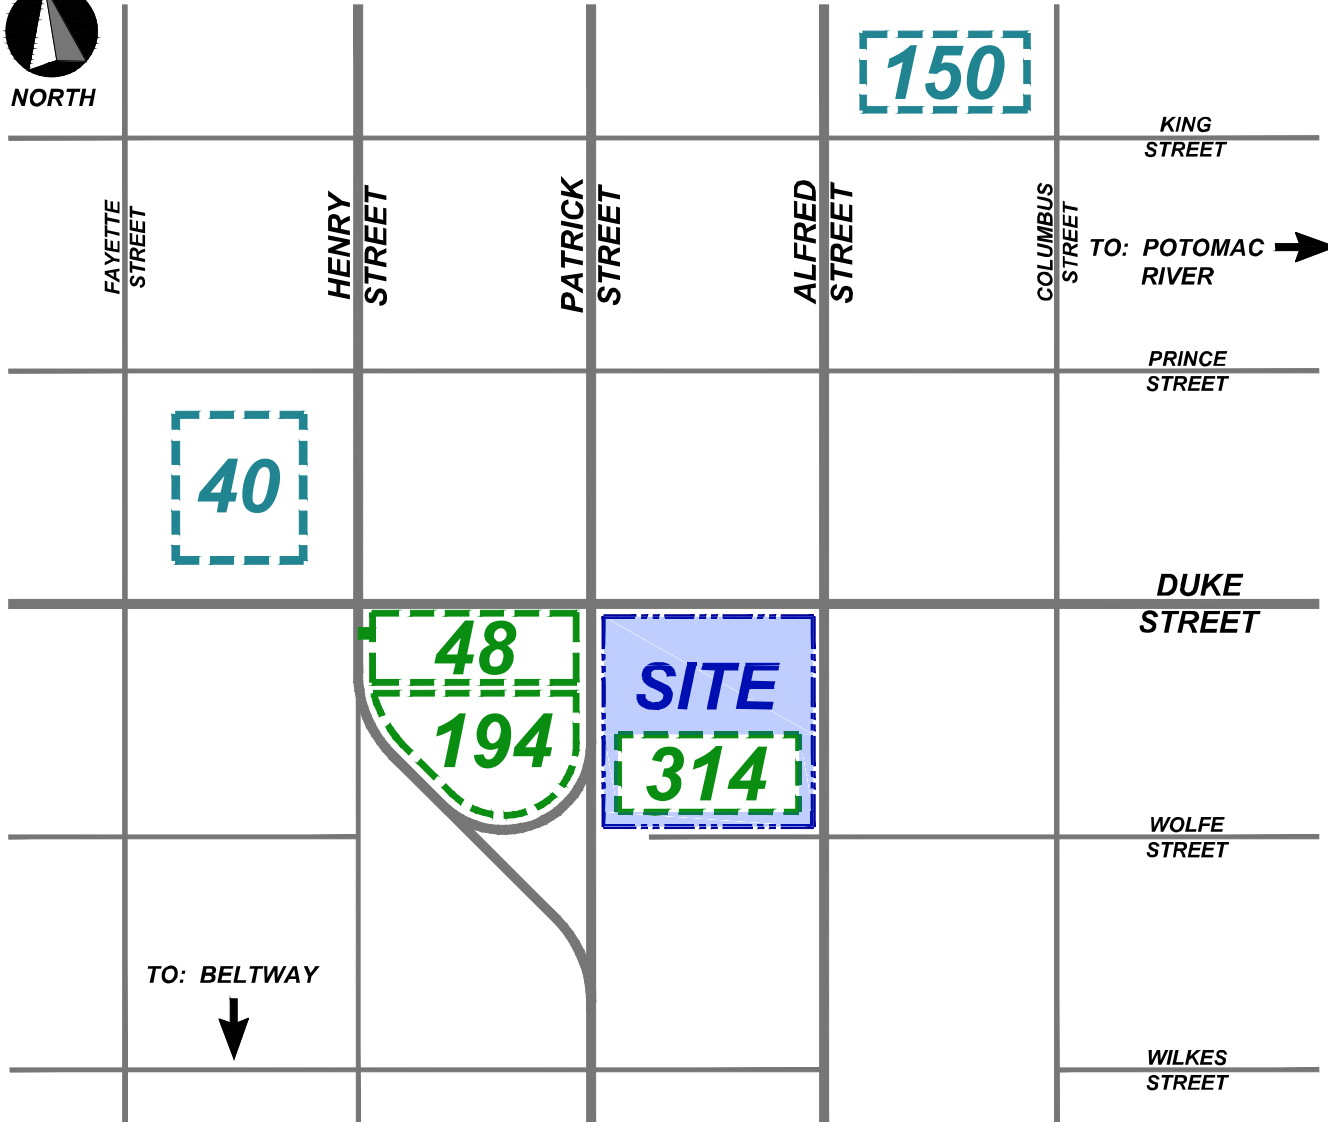 150
NORTH
KING
STREET
FAYETTE
STREET
HENRY
STREET
PATRICK
STREET
ALFRED
STREET
COLUMBUS
STREET
TO: POTOMAC
RIVER
PRINCE
STREET
40
DUKE
STREET
48
SITE
194
314
WOLFE
STREET
TO: BELTWAY
WILKES
STREET